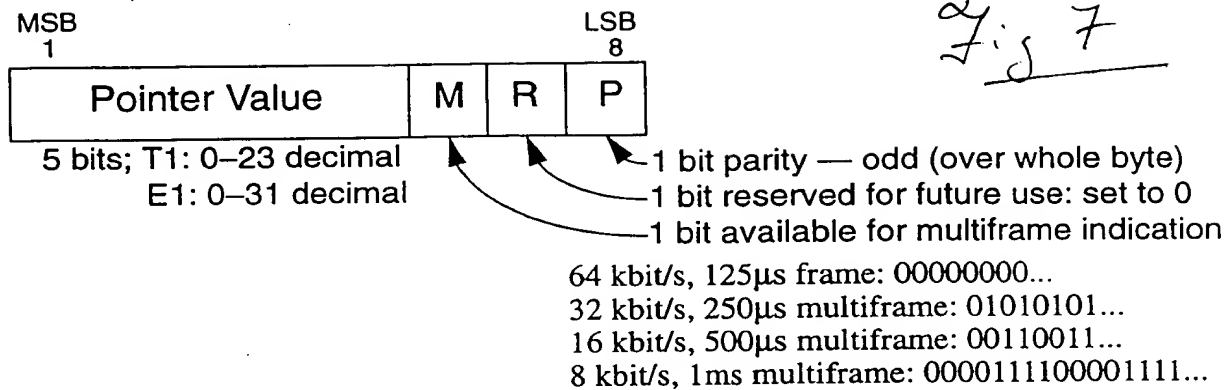 MSB LSB
1 8
Fig 7
Pointer Value M R P
5 bits; T1: 0–23 decimal
E1: 0–31 decimal
1 bit parity — odd (over whole byte)
1 bit reserved for future use: set to 0
1 bit available for multiframe indication
64 kbit/s, 125µs frame: 00000000...
32 kbit/s, 250µs multiframe: 01010101...
16 kbit/s, 500µs multiframe: 00110011...
8 kbit/s, 1ms multiframe: 0000111100001111...